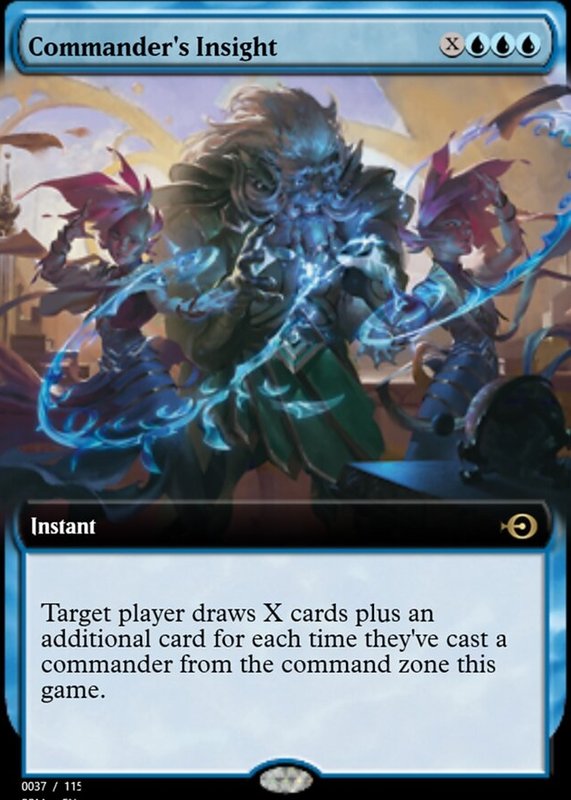 Commander's Insight
X
Instant
Target player draws X cards plus an
additional card for each time they've cast a
commander from the command zone this
game.
0037 / 115